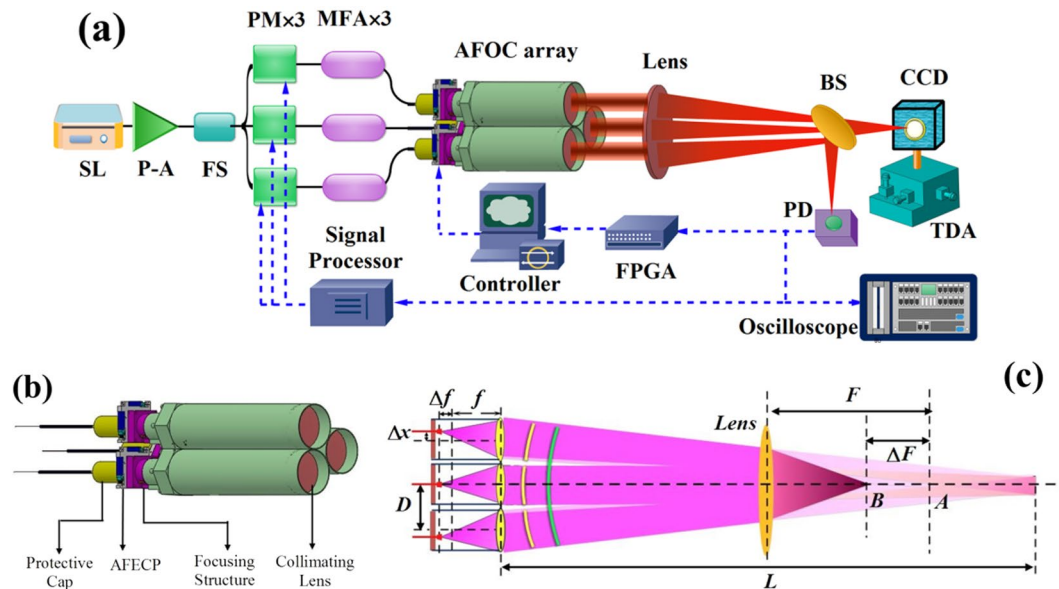 (a)
PM×3 MFA×3
AFOC array
Lens
BS
CCD
SL
P-A
FS
PD
TDA
Signal
Processor
Controller
FPGA
Oscilloscope
(b)
Protective
Cap
AFECP
Focusing
Structure
Collimating
Lens
(c)
Δf f
Δx
D
Lens
F
ΔF
B
A
L